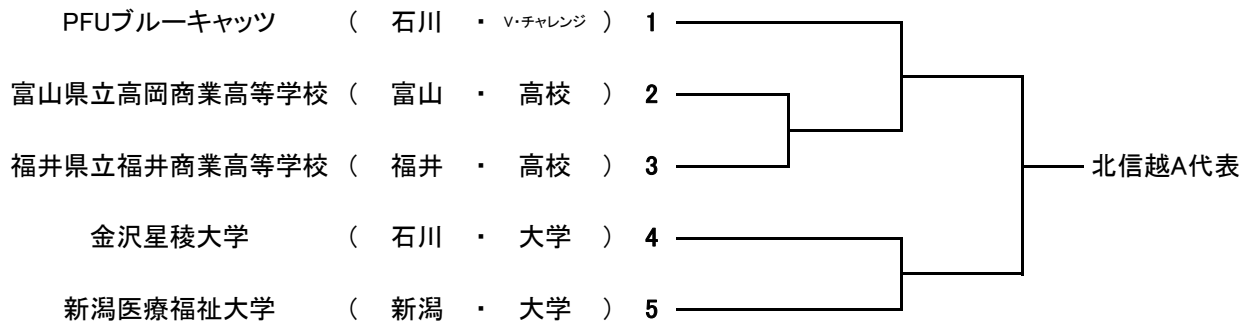 PFUブルーキャッツ ( 石川 ・ V・チャレンジ ) 1
富山県立高岡商業高等学校 ( 富山 ・ 高校 ) 2
福井県立福井商業高等学校 ( 福井 ・ 高校 ) 3
北信越A代表
金沢星稜大学 ( 石川 ・ 大学 ) 4
新潟医療福祉大学 ( 新潟 ・ 大学 ) 5